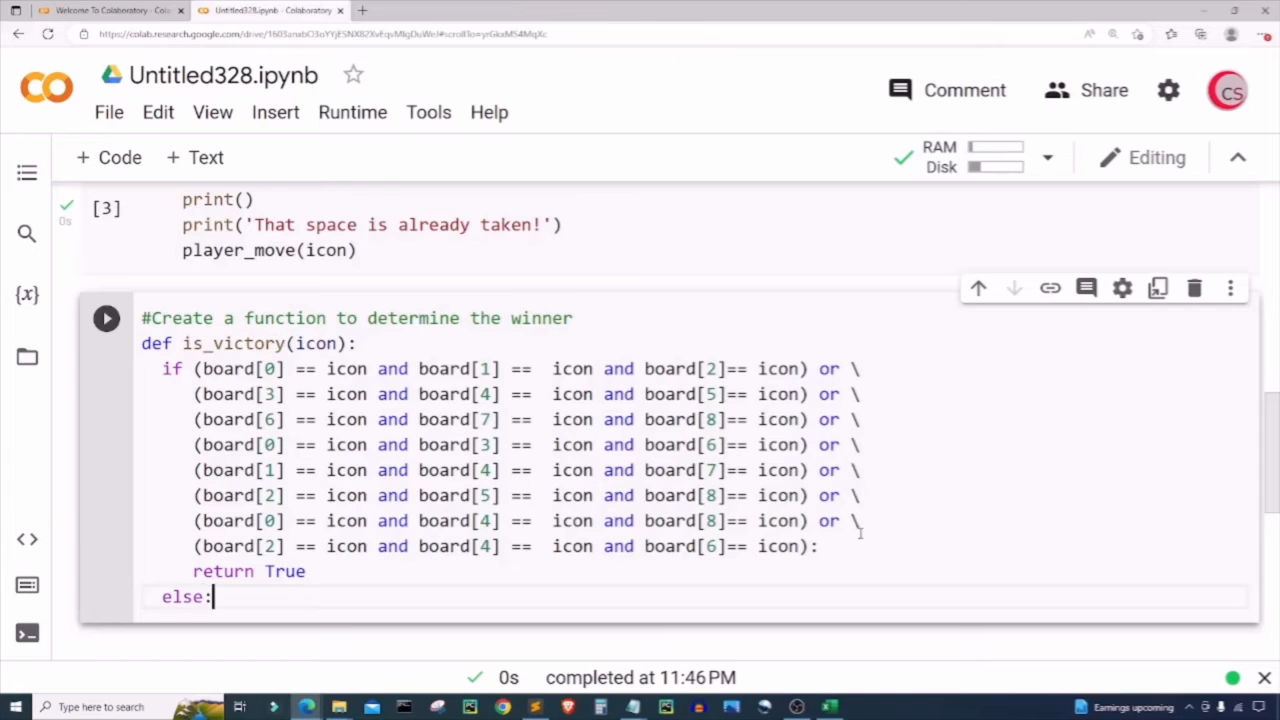 Welcome To Colaboratory
Untitled328.ipynb - Colaboratory
Untitled328.ipynb
Comment
Share
CS
File Edit View Insert Runtime Tools Help
+ Code + Text
RAM
Disk
Editing
[3]
0s
print()
print('That space is already taken!')
player_move(icon)
{x}
#Create a function to determine the winner
def is_victory(icon):
if (board[0] == icon and board[1] ==  icon and board[2]== icon) or \
(board[3] == icon and board[4] ==  icon and board[5]== icon) or \
(board[6] == icon and board[7] ==  icon and board[8]== icon) or \
(board[0] == icon and board[3] ==  icon and board[6]== icon) or \
(board[1] == icon and board[4] ==  icon and board[7]== icon) or \
(board[2] == icon and board[5] ==  icon and board[8]== icon) or \
(board[0] == icon and board[4] ==  icon and board[8]== icon) or \
(board[2] == icon and board[4] ==  icon and board[6]== icon):
return True
else:
0s completed at 11:46 PM
Type here to search
Earnings upcoming